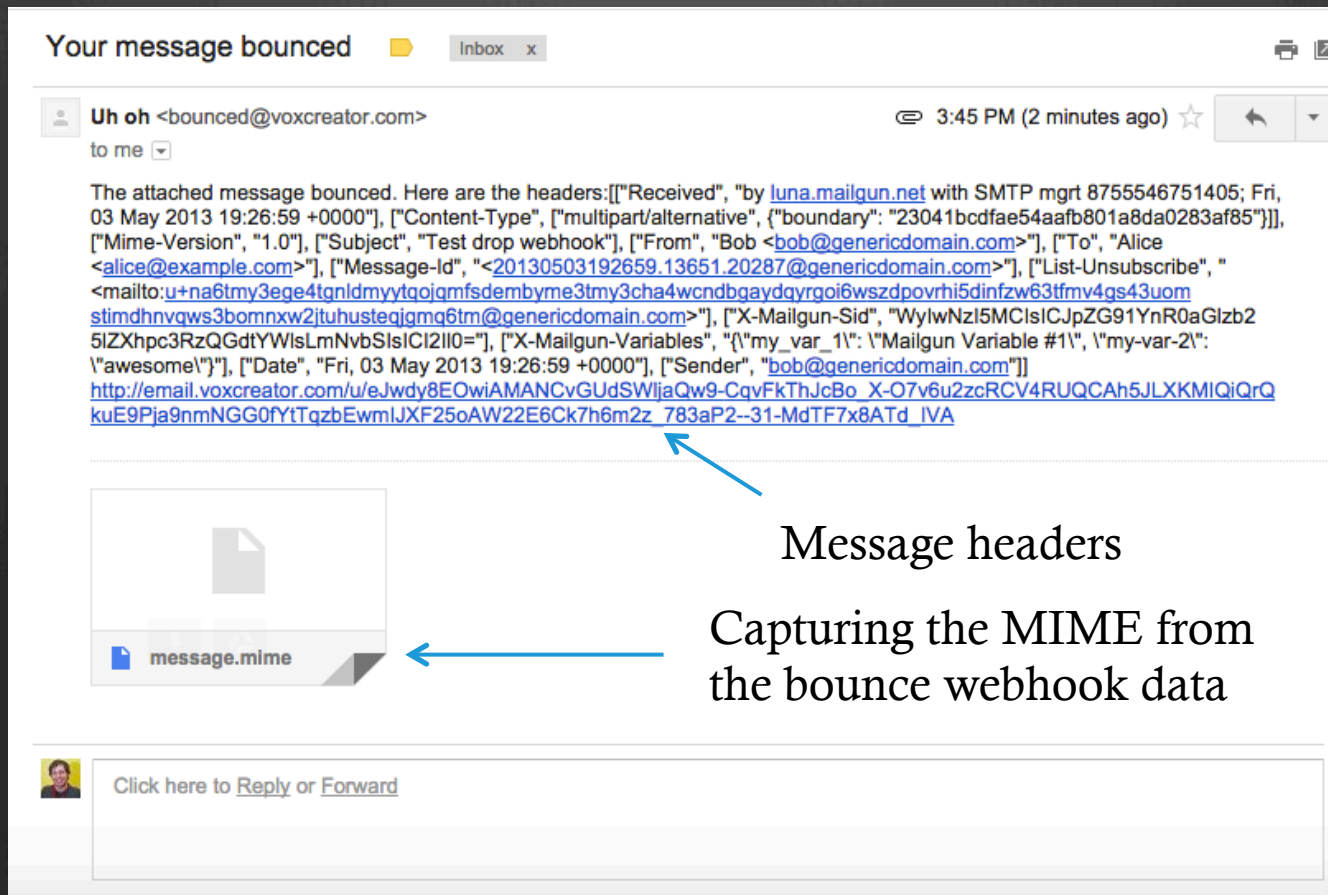 Your message bounced Inbox x
Uh oh <bounced@voxcreator.com> 3:45 PM (2 minutes ago)
to me
The attached message bounced. Here are the headers:[["Received", "by luna.mailgun.net with SMTP mgrt 8755546751405; Fri,
03 May 2013 19:26:59 +0000"], ["Content-Type", ["multipart/alternative", {"boundary": "23041bcdfae54aafb801a8da0283af85"}]],
["Mime-Version", "1.0"], ["Subject", "Test drop webhook"], ["From", "Bob <bob@genericdomain.com>"], ["To", "Alice
<alice@example.com>"], ["Message-Id", "<20130503192659.13651.20287@genericdomain.com>"], ["List-Unsubscribe", "
<mailto:u+na6tmy3ege4tgnldmyytqojqmfsdembyme3tmy3cha4wcndbgaydqyrgoi6wszdpovrhi5dinfzw63tfmv4gs43uom
stimdhnvqws3bomnxw2jtuhusteqjgmq6tm@genericdomain.com>"], ["X-Mailgun-Sid", "WyIwNzI5MCIsICJpZG91YnR0aGlzb2
5lZXhpc3RzQGdtYWlsLmNvbSIsICI2Il0="], ["X-Mailgun-Variables", "{\"my_var_1\": \"Mailgun Variable #1\", \"my-var-2\":
\"awesome\"}"], ["Date", "Fri, 03 May 2013 19:26:59 +0000"], ["Sender", "bob@genericdomain.com"]]
http://email.voxcreator.com/u/eJwdy8EOwiAMANCvGUdSWljaQw9-CqvFkThJcBo_X-O7v6u2zcRCV4RUQCAh5JLXKMIQiQrQ
kuE9Pja9nmNGG0fYtTqzbEwmIJXF25oAW22E6Ck7h6m2z_783aP2--31-MdTF7x8ATd_IVA
Message headers
Capturing the MIME from
the bounce webhook data
message.mime
Click here to Reply or Forward